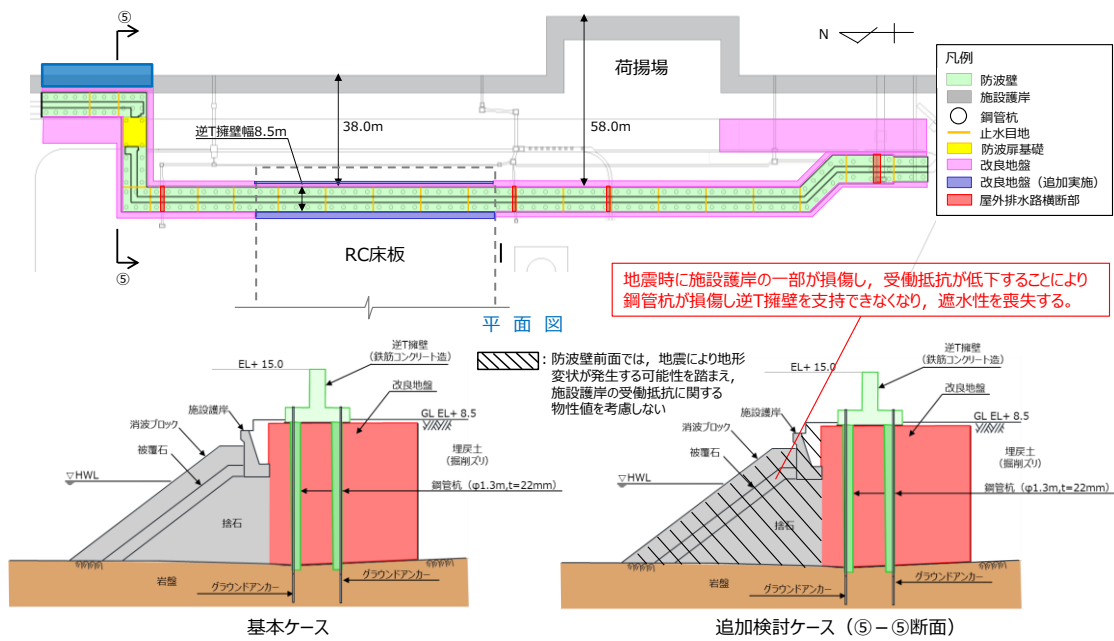 ⑤
荷揚場
N
凡例
防波壁
施設護岸
鋼管杭
止水目地
防波扉基礎
改良地盤
改良地盤（追加実施）
屋外排水路横断部
逆T擁壁幅8.5m
38.0m
58.0m
⑤
RC床板
平 面 図
地震時に施設護岸の一部が損傷し，受働抵抗が低下することにより
鋼管杭が損傷し逆T擁壁を支持できなくなり，遮水性を喪失する。
：防波壁前面では，地震により地形
変状が発生する可能性を踏まえ，
施設護岸の受働抵抗に関する
物性値を考慮しない
EL+ 15.0
逆T擁壁
（鉄筋コンクリート造）
改良地盤
施設護岸
GL EL+ 8.5
消波ブロック
被覆石
埋戻土
（掘削ズリ）
HWL
鋼管杭（φ1.3m,t=22mm）
捨石
岩盤
グラウンドアンカー
グラウンドアンカー
基本ケース
EL+ 15.0
逆T擁壁
（鉄筋コンクリート造）
改良地盤
施設護岸
GL EL+ 8.5
消波ブロック
被覆石
埋戻土
（掘削ズリ）
HWL
鋼管杭（φ1.3m,t=22mm）
捨石
岩盤
グラウンドアンカー
グラウンドアンカー
追加検討ケース（⑤－⑤断面）